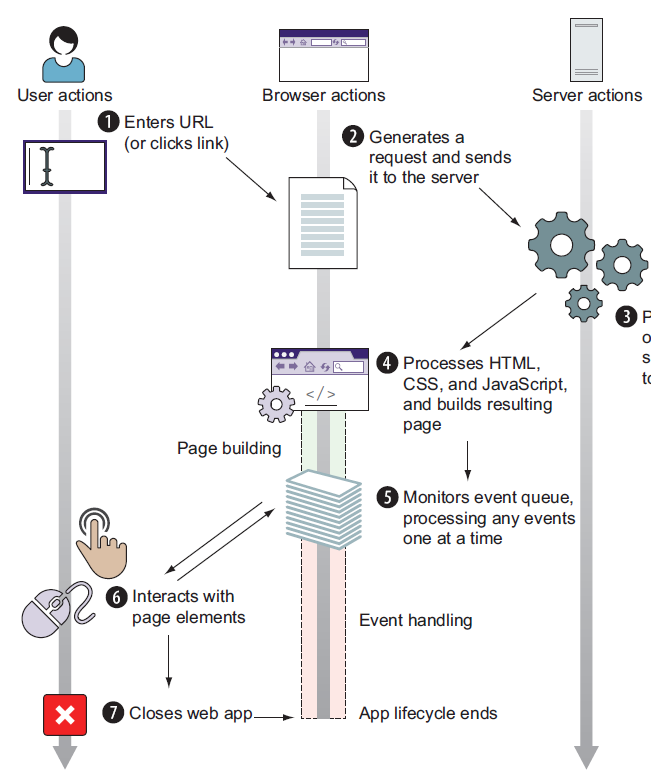 User actions
Browser actions
Server actions
1 Enters URL
(or clicks link)
2 Generates a
request and sends
it to the server
3
4 Processes HTML,
CSS, and JavaScript,
and builds resulting
page
</>
Page building
5 Monitors event queue,
processing any events
one at a time
6 Interacts with
page elements
Event handling
7 Closes web app
App lifecycle ends